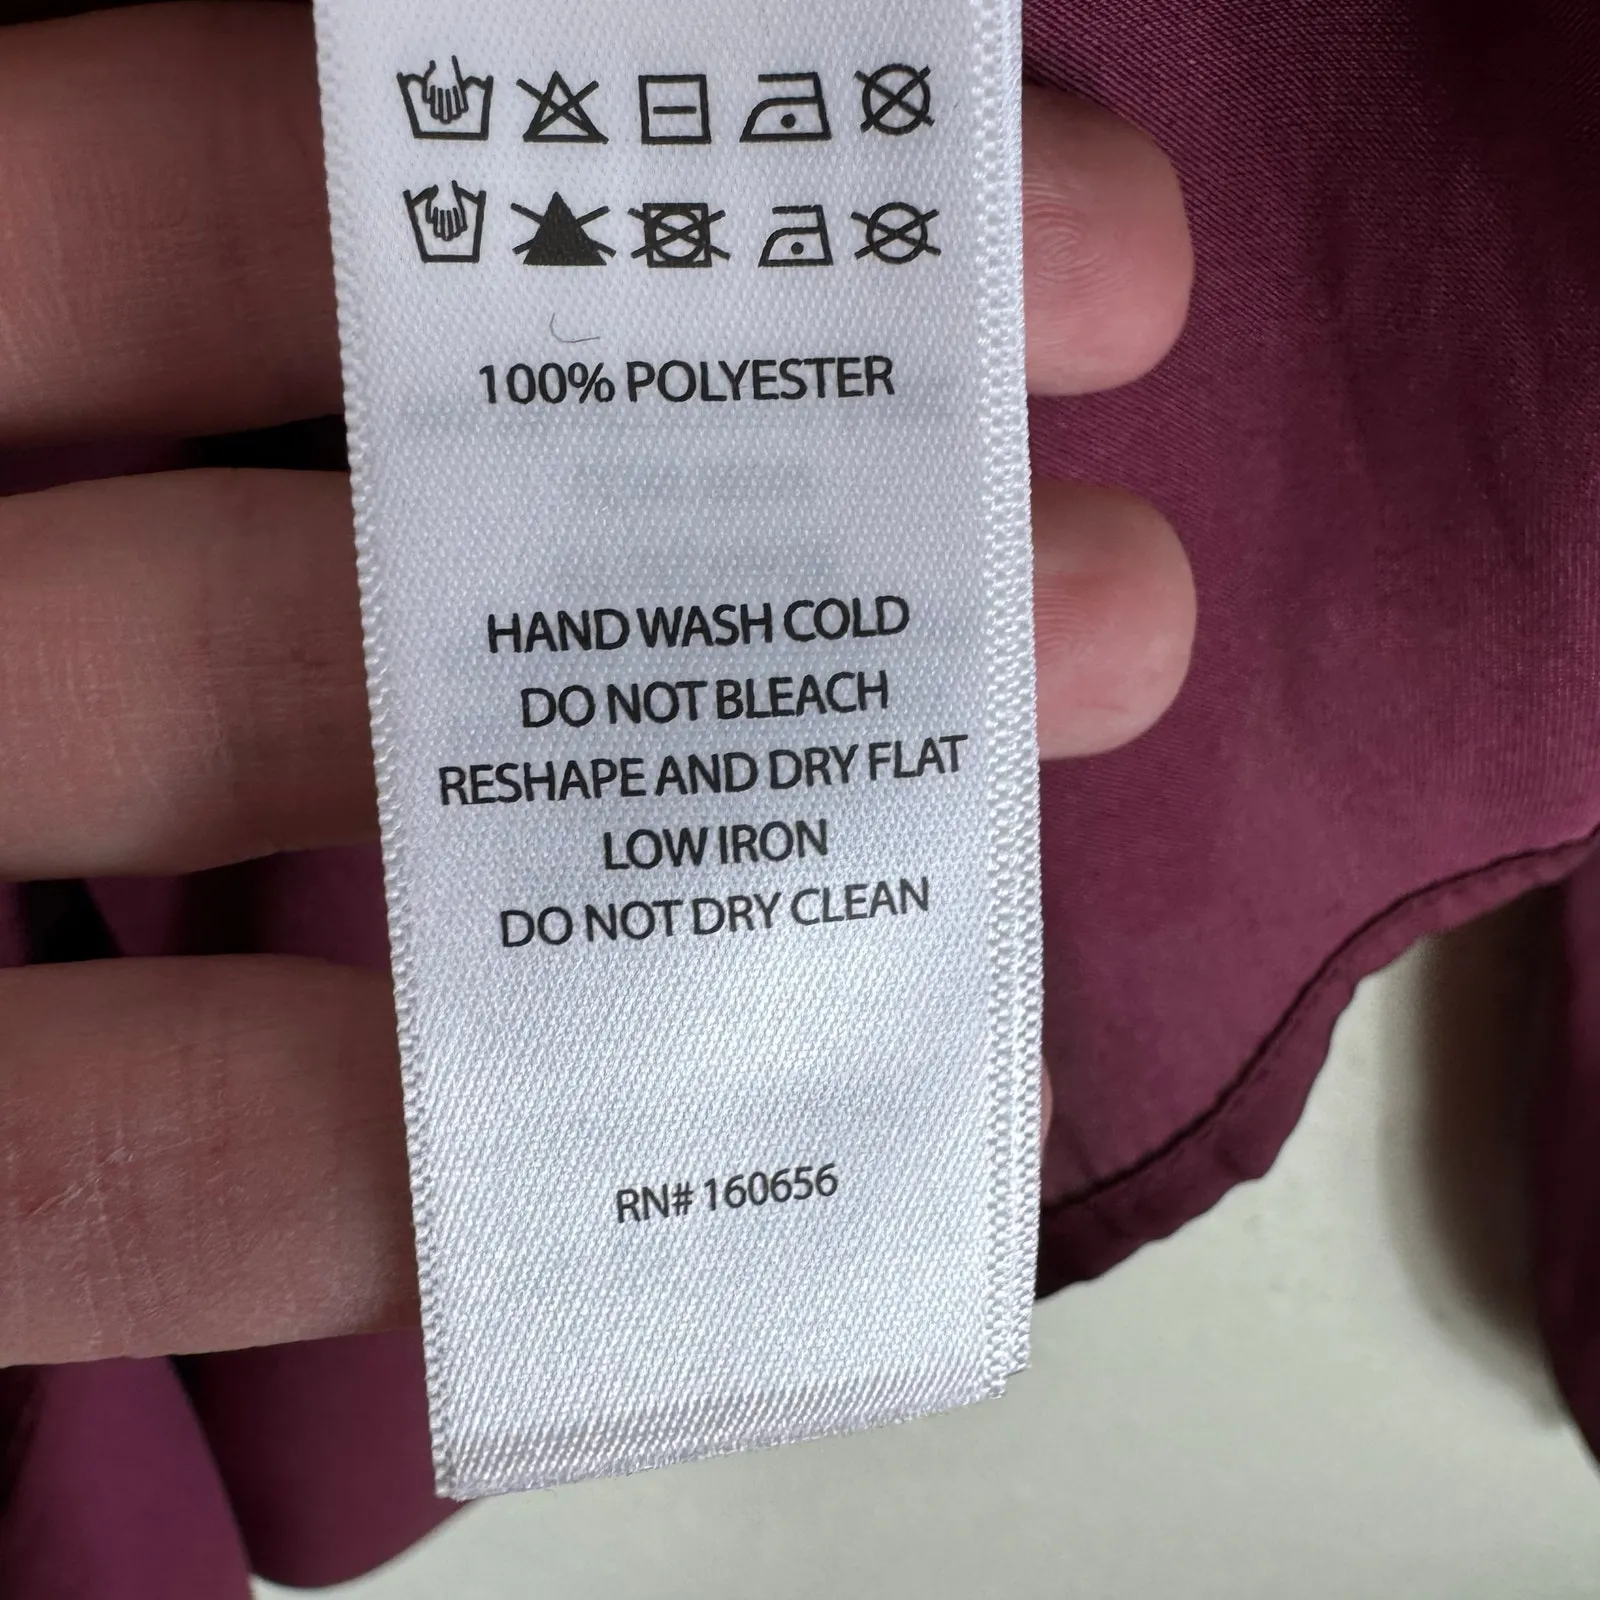 100% POLYESTER
HAND WASH COLD
DO NOT BLEACH
RESHAPE AND DRY FLAT
LOW IRON
DO NOT DRY CLEAN
RN# 160656